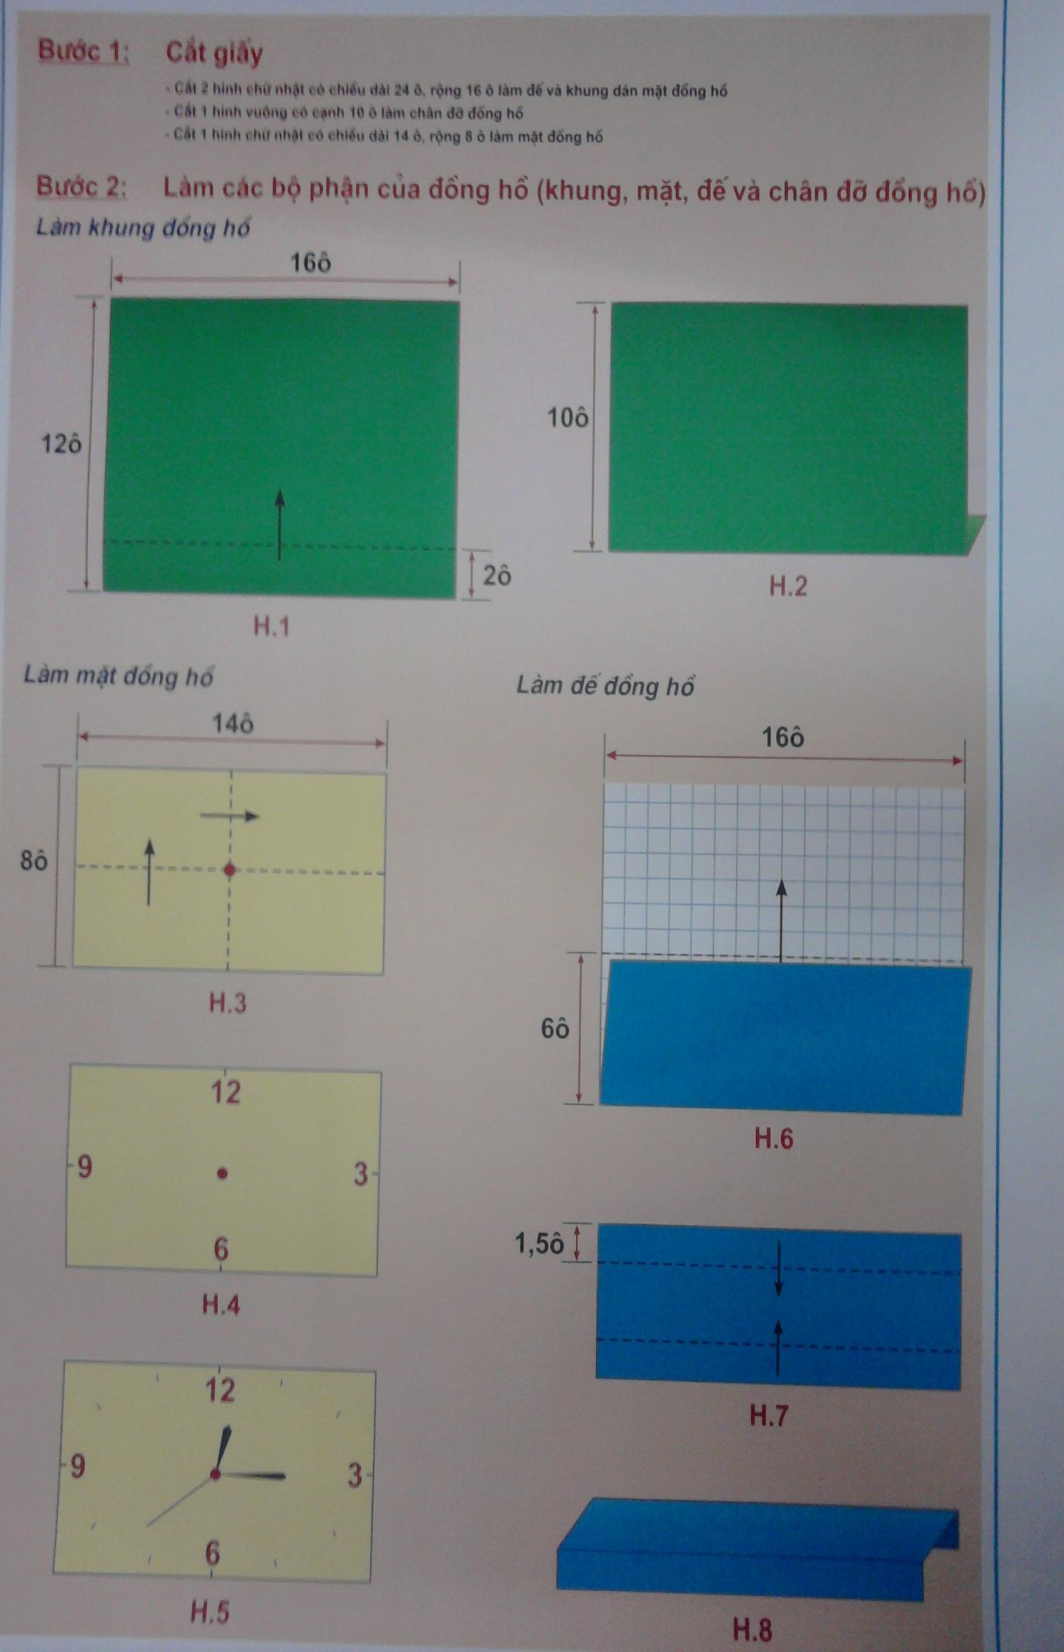 Bước 1: Cắt giấy
- Cắt 2 hình chữ nhật có chiều dài 24 ô, rộng 16 ô làm đế và khung dán mặt đồng hồ
- Cắt 1 hình vuông có cạnh 10 ô làm chân đỡ đồng hồ
- Cắt 1 hình chữ nhật có chiều dài 14 ô, rộng 8 ô làm mặt đồng hồ
Bước 2: Làm các bộ phận của đồng hồ (khung, mặt, đế và chân đỡ đồng hồ)
Làm khung đồng hồ
16ô
12ô
2ô
H.1
10ô
H.2
Làm mặt đồng hồ
14ô
8ô
H.3
12
9
3
6
H.4
12
9
3
6
H.5
Làm đế đồng hồ
16ô
6ô
H.6
1,5ô
H.7
H.8